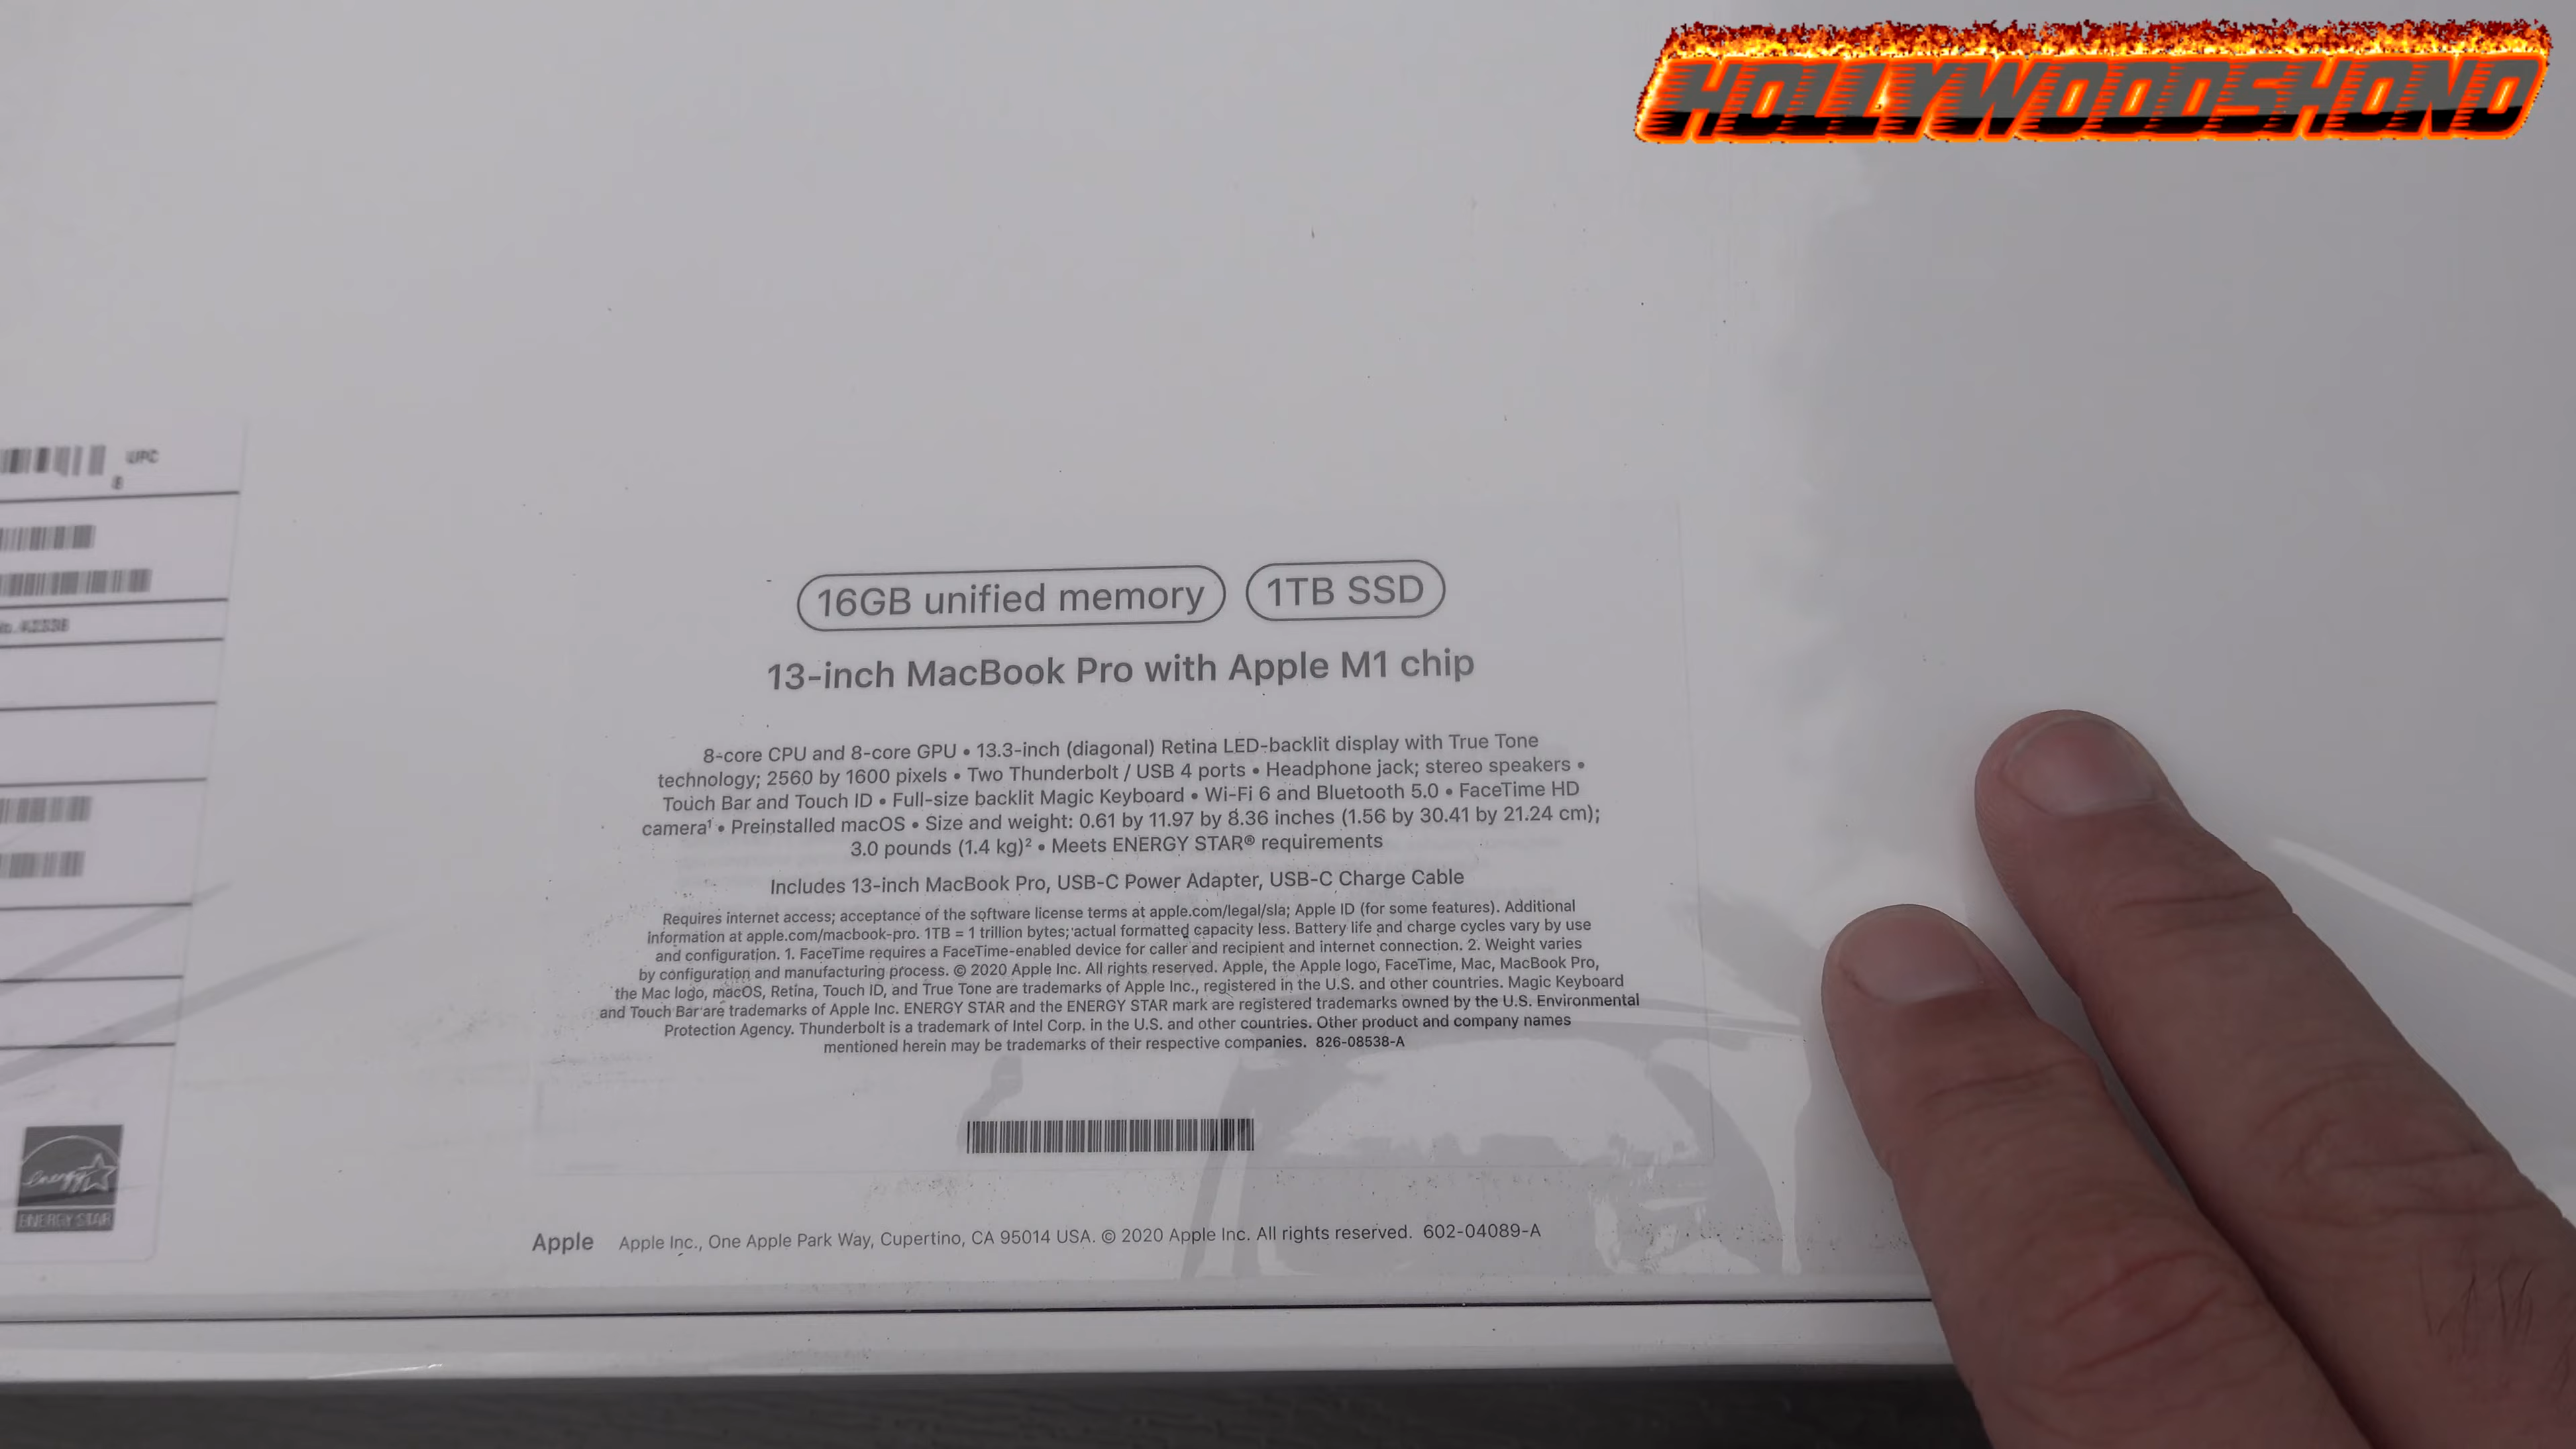 HOLLYWOODSHONO
UPC
8
16GB unified memory 1TB SSD
13-inch MacBook Pro with Apple M1 chip
8-core CPU and 8-core GPU • 13.3-inch (diagonal) Retina LED-backlit display with True Tone
technology; 2560 by 1600 pixels • Two Thunderbolt / USB 4 ports • Headphone jack; stereo speakers •
Touch Bar and Touch ID • Full-size backlit Magic Keyboard • Wi-Fi 6 and Bluetooth 5.0 • FaceTime HD
camera¹ • Preinstalled macOS • Size and weight: 0.61 by 11.97 by 8.36 inches (1.56 by 30.41 by 21.24 cm);
3.0 pounds (1.4 kg)² • Meets ENERGY STAR® requirements
Includes 13-inch MacBook Pro, USB-C Power Adapter, USB-C Charge Cable
Requires internet access; acceptance of the software license terms at apple.com/legal/sla; Apple ID (for some features). Additional
information at apple.com/macbook-pro. 1TB = 1 trillion bytes; actual formatted capacity less. Battery life and charge cycles vary by use
and configuration. 1. FaceTime requires a FaceTime-enabled device for caller and recipient and internet connection. 2. Weight varies
by configuration and manufacturing process. © 2020 Apple Inc. All rights reserved. Apple, the Apple logo, FaceTime, Mac, MacBook Pro,
the Mac logo, macOS, Retina, Touch ID, and True Tone are trademarks of Apple Inc., registered in the U.S. and other countries. Magic Keyboard
and Touch Bar are trademarks of Apple Inc. ENERGY STAR and the ENERGY STAR mark are registered trademarks owned by the U.S. Environmental
Protection Agency. Thunderbolt is a trademark of Intel Corp. in the U.S. and other countries. Other product and company names
mentioned herein may be trademarks of their respective companies. 826-08538-A
energy
ENERGY STAR
Apple Apple Inc., One Apple Park Way, Cupertino, CA 95014 USA. © 2020 Apple Inc. All rights reserved. 602-04089-A